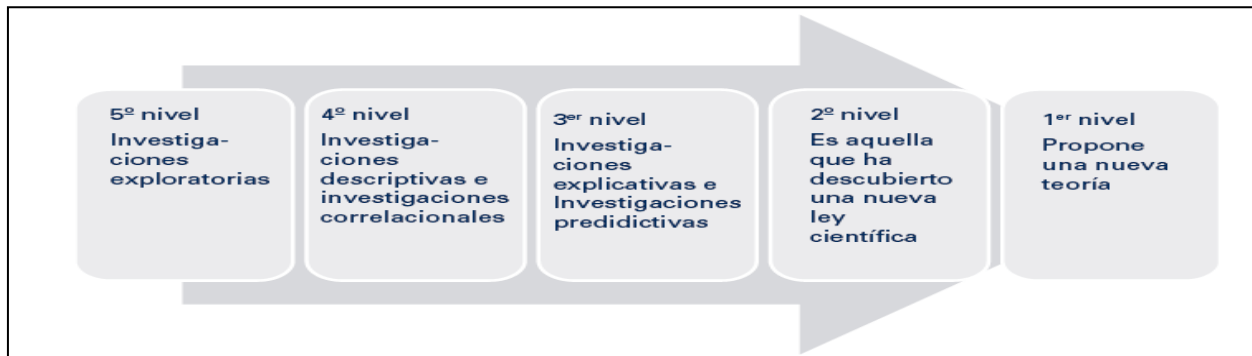 5º nivel
Investiga-
ciones
exploratorias
4º nivel
Investiga-
ciones
descriptivas e
investigaciones
correlacionales
3er nivel
Investiga-
ciones
explicativas e
Investigaciones
predidictivas
2º nivel
Es aquella
que ha
descubierto
una nueva
ley
científica
1er nivel
Propone
una nueva
teoría